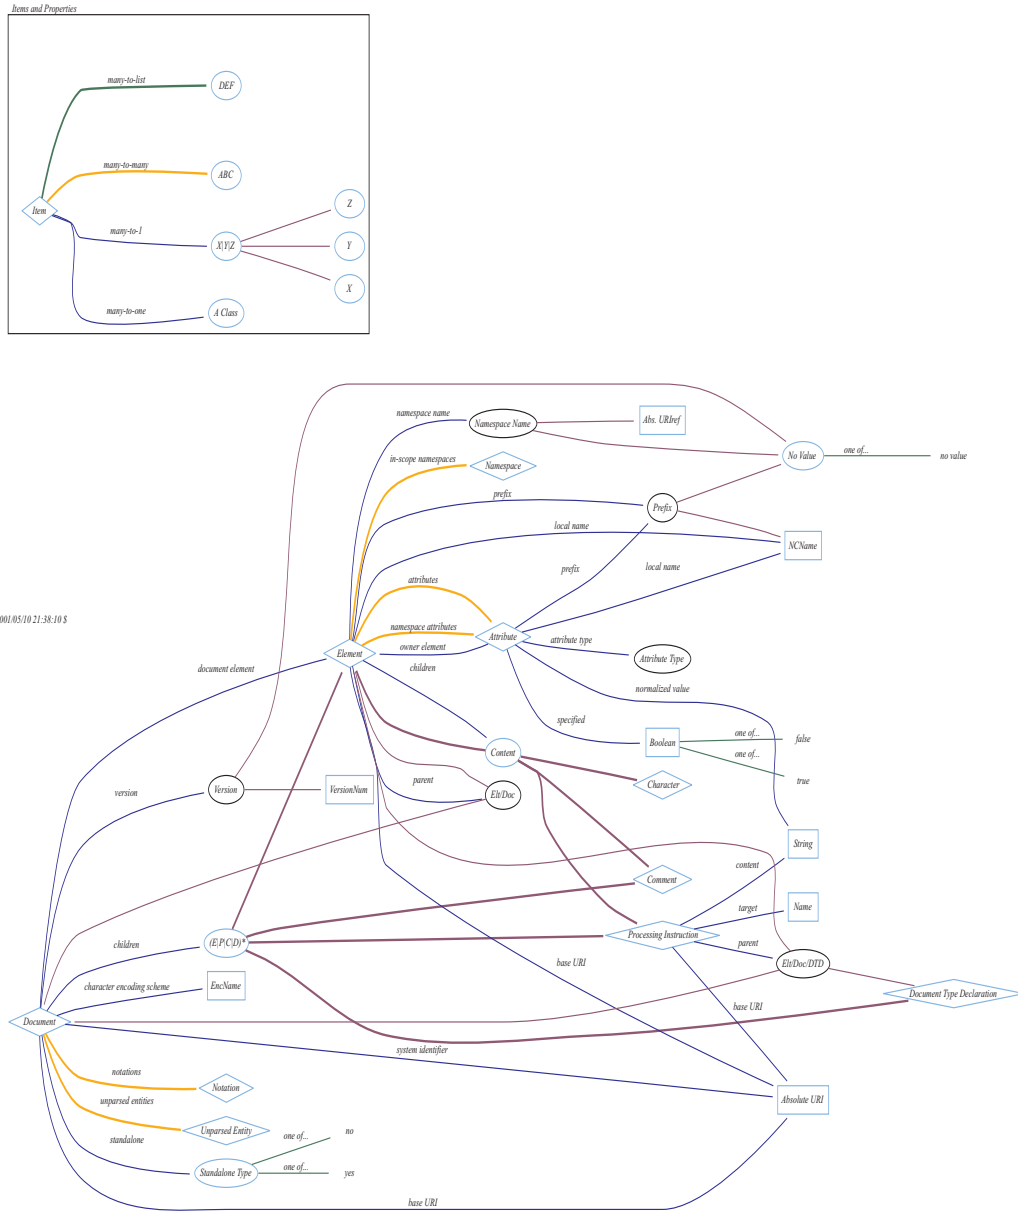 Items and Properties
many-to-list
DEF
many-to-many
ABC
Item
Z
many-to-1
X|Y|Z
Y
X
many-to-one
A Class
namespace name
Namespace Name
Abs. URIref
in-scope namespaces
Namespace
No Value
one of...
no value
prefix
Prefix
local name
NCName
prefix
local name
attributes
001/05/10 21:38:10 $
namespace attributes
Attribute
attribute type
owner element
Element
Attribute Type
document element
children
normalized value
specified
one of...
false
Boolean
Content
one of...
parent
Character
true
version
Version
VersionNum
Elt/Doc
String
content
Comment
target
Name
Processing Instruction
children
(E|P|C|D)*
parent
base URI
Elt/Doc/DTD
character encoding scheme
EncName
Document Type Declaration
base URI
Document
system identifier
notations
Notation
Absolute URI
unparsed entities
Unparsed Entity
standalone
one of...
no
one of...
Standalone Type
yes
base URI